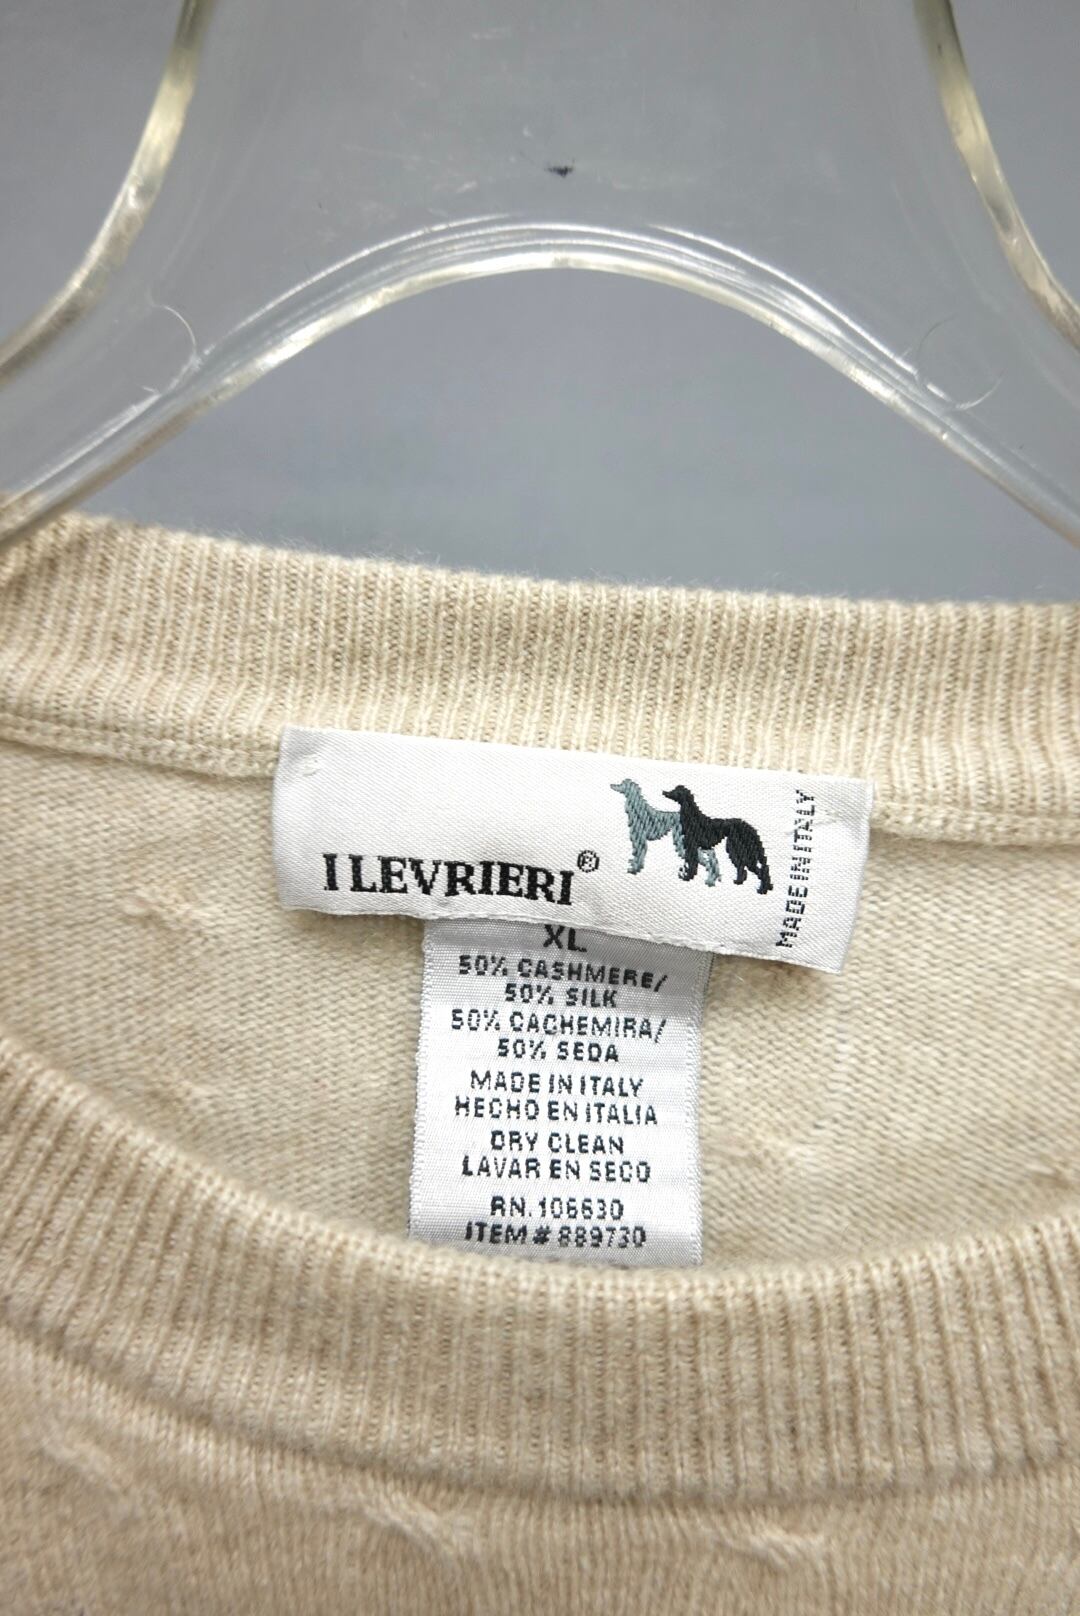 I LEVRIERI®
MADE IN ITALY
XL
50% CASHMERE/
50% SILK
50% CACHEMIRA/
50% SEDA
MADE IN ITALY
HECHO EN ITALIA
DRY CLEAN
LAVAR EN SECO
RN. 106630
ITEM # 889730